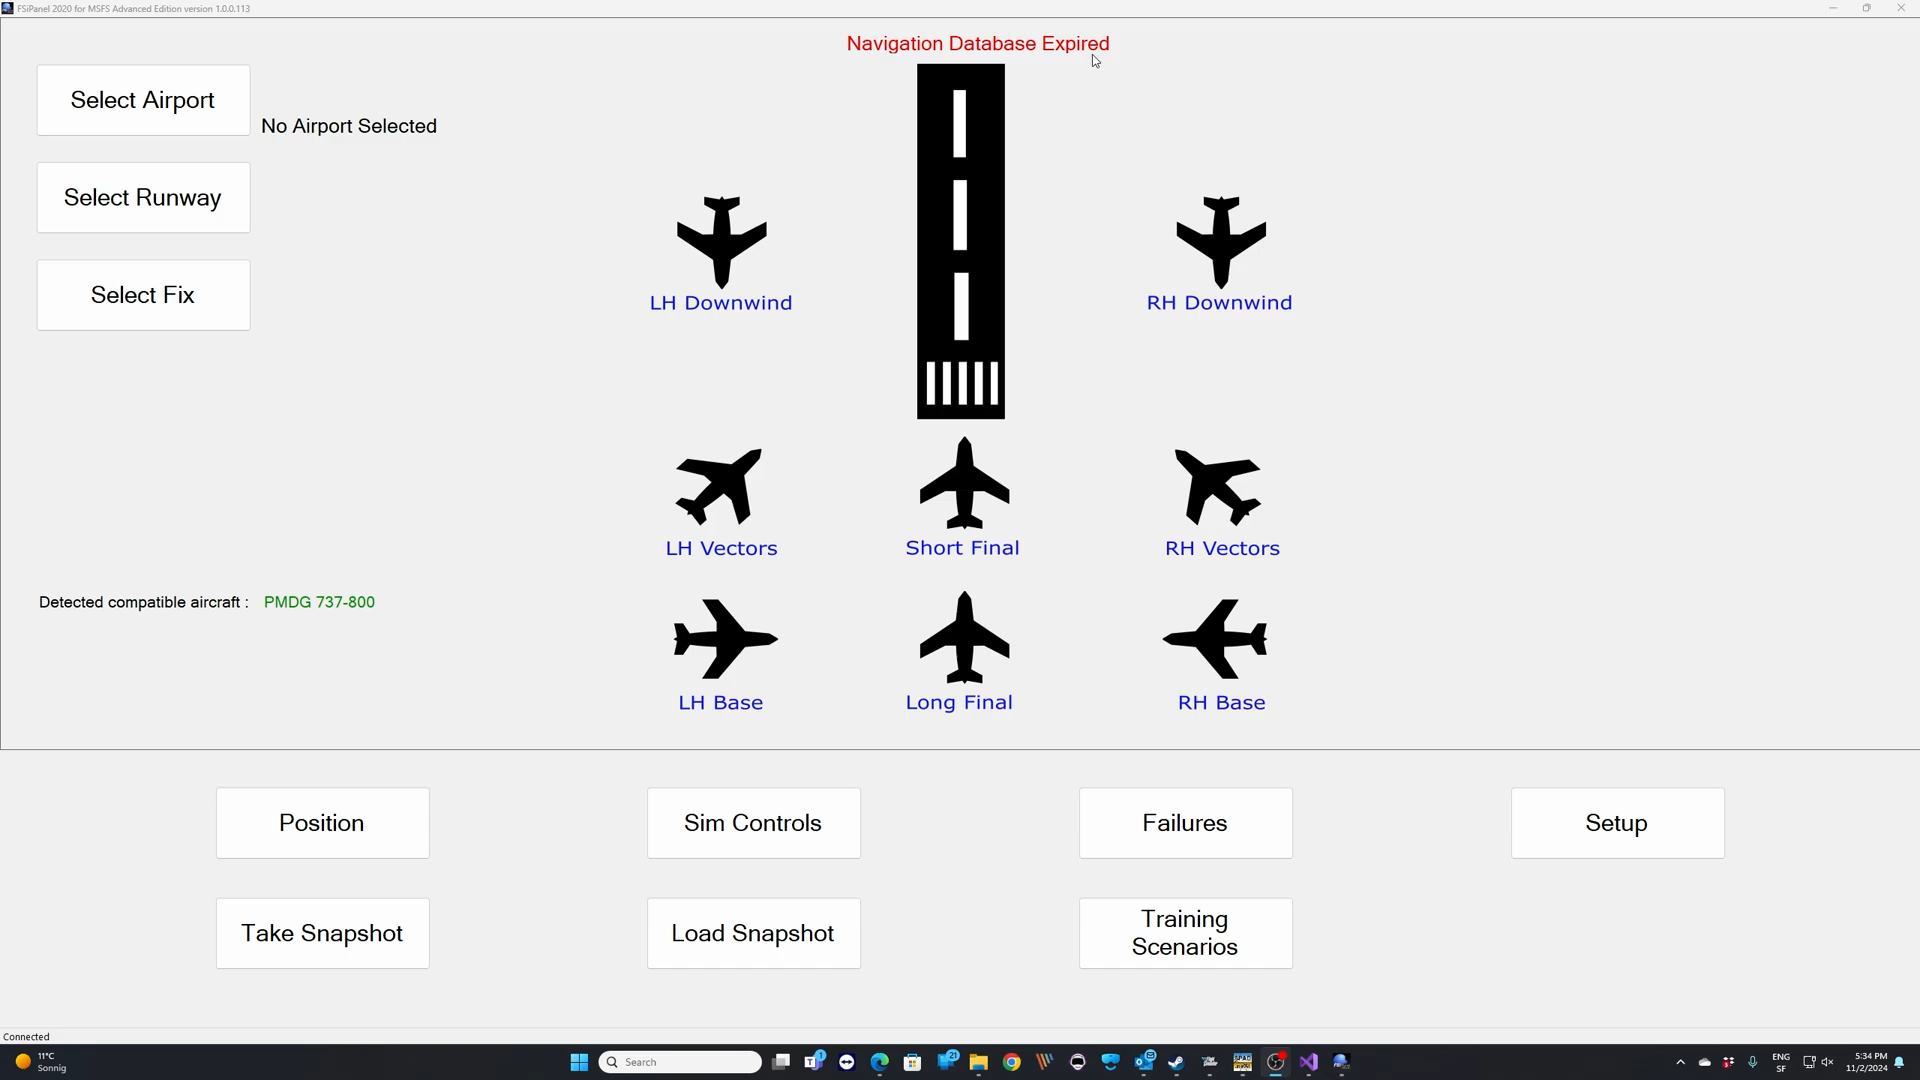 FSiPanel 2020 for MSFS Advanced Edition version 1.0.0.113
Navigation Database Expired
Select Airport
No Airport Selected
Select Runway
Select Fix
LH Downwind
RH Downwind
LH Vectors
Short Final
RH Vectors
Detected compatible aircraft : PMDG 737-800
LH Base
Long Final
RH Base
Position
Sim Controls
Failures
Setup
Take Snapshot
Load Snapshot
Training
Scenarios
Connected
11°C
Sonnig
Search
1
21
ENG
SF
5:34 PM
11/2/2024